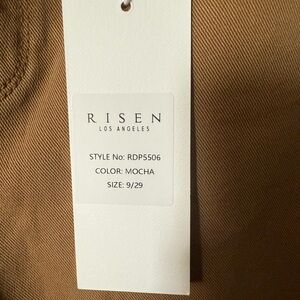 RISEN
LOS ANGELES
STYLE No: RDP5506
COLOR: MOCHA
SIZE: 9/29